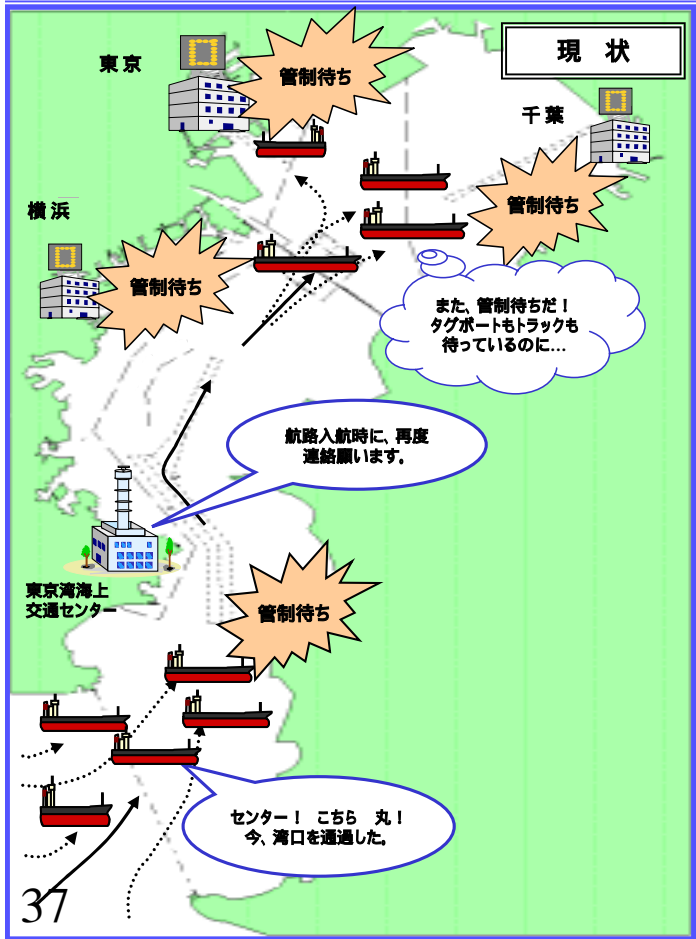 現 状
東 京
管制待ち
千 葉
管制待ち
横 浜
管制待ち
また、管制待ちだ！
タグボートもトラックも
待っているのに…
航路入航時に、再度
連絡願います。
東京湾海上
交通センター
管制待ち
センター！ こちら 丸！
今、湾口を通過した。
37